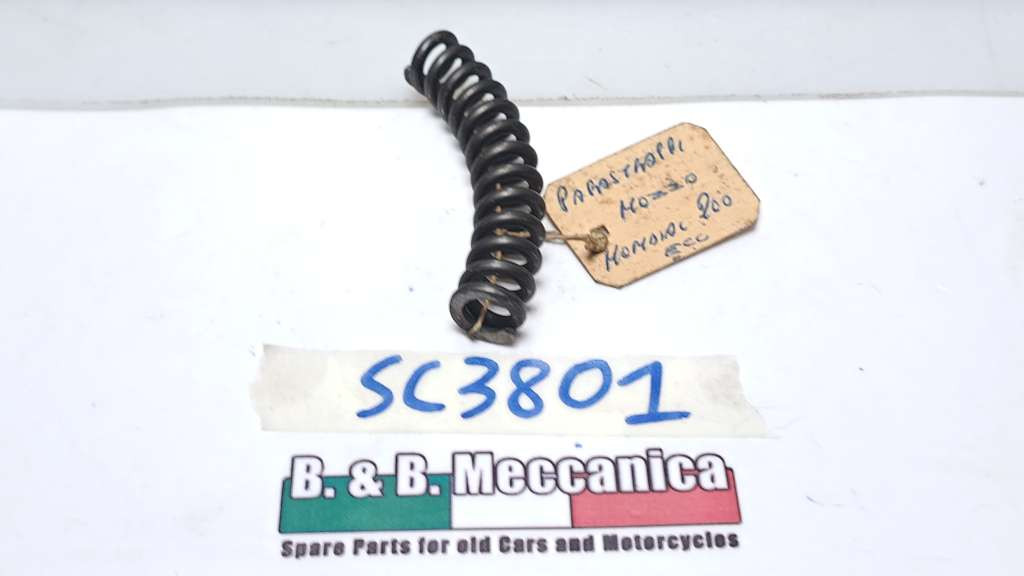 PARASTRAPPI
MOZZO
MONDIAL 200
ECC
SC3801
B. & B. Meccanica
Spare Parts for old Cars and Motorcycles